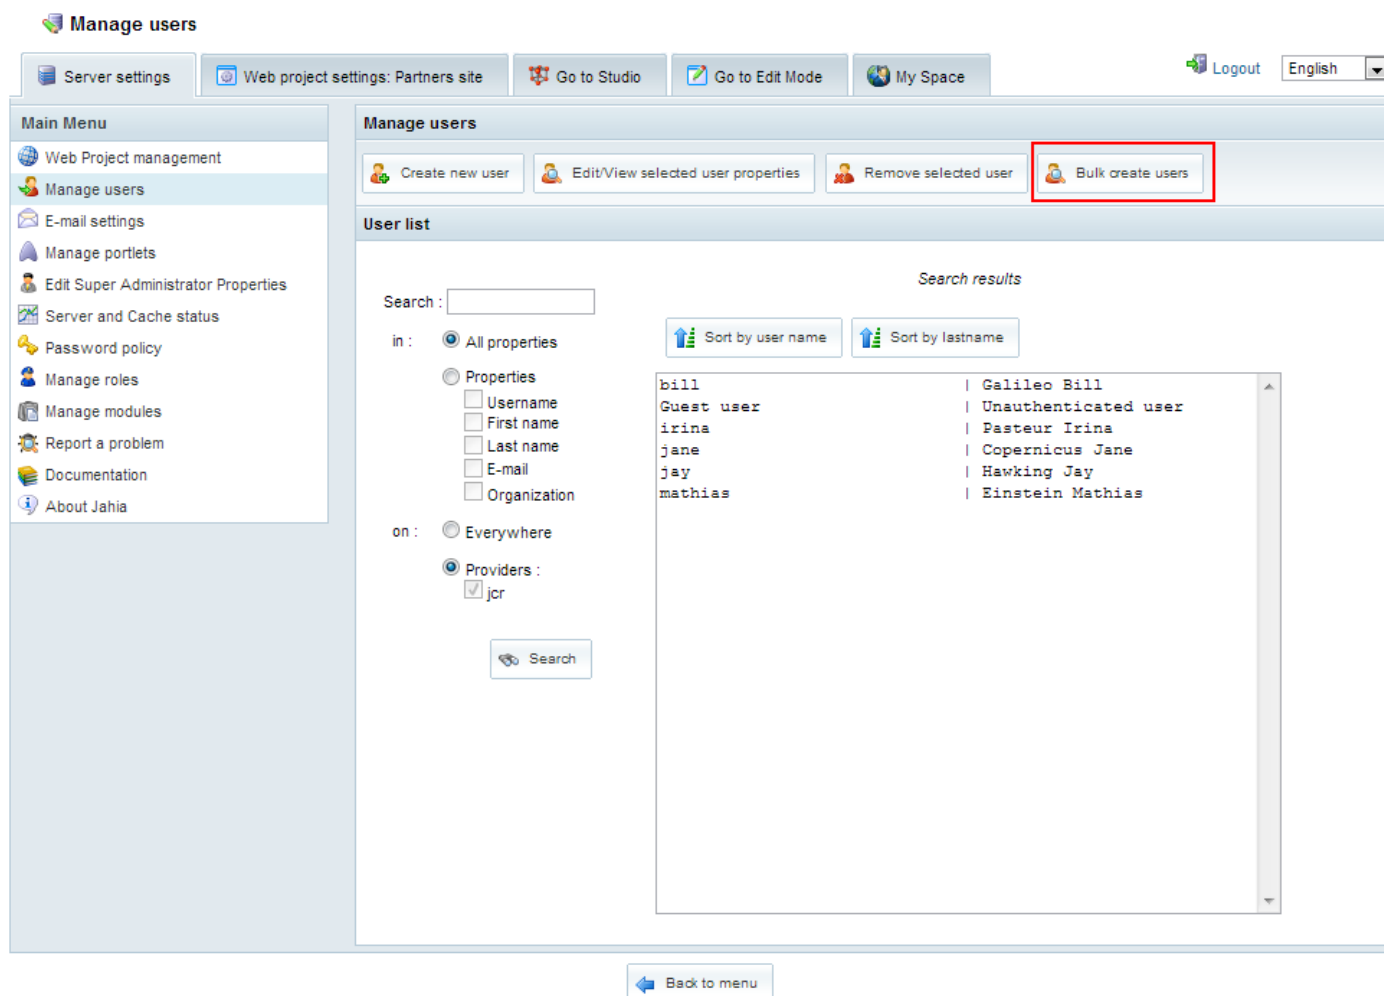 Manage users
Server settings Web project settings: Partners site Go to Studio Go to Edit Mode My Space Logout English
Main Menu
Web Project management
Manage users
E-mail settings
Manage portlets
Edit Super Administrator Properties
Server and Cache status
Password policy
Manage roles
Manage modules
Report a problem
Documentation
About Jahia
Manage users
Create new user Edit/View selected user properties Remove selected user Bulk create users
User list
Search :
in : All properties
Properties
Username
First name
Last name
E-mail
Organization
on : Everywhere
Providers :
jcr
Search
Search results
Sort by user name Sort by lastname
bill | Galileo Bill
Guest user | Unauthenticated user
irina | Pasteur Irina
jane | Copernicus Jane
jay | Hawking Jay
mathias | Einstein Mathias
Back to menu